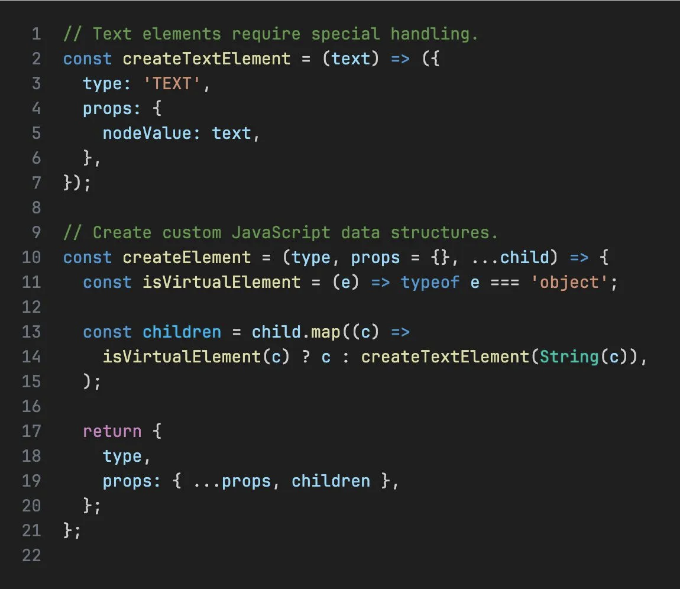 1 // Text elements require special handling.
2 const createTextElement = (text) => ({
3   type: 'TEXT',
4   props: {
5     nodeValue: text,
6   },
7 });
8
9 // Create custom JavaScript data structures.
10 const createElement = (type, props = {}, ...child) => {
11   const isVirtualElement = (e) => typeof e === 'object';
12
13   const children = child.map((c) =>
14     isVirtualElement(c) ? c : createTextElement(String(c)),
15   );
16
17   return {
18     type,
19     props: { ...props, children },
20   };
21 };
22